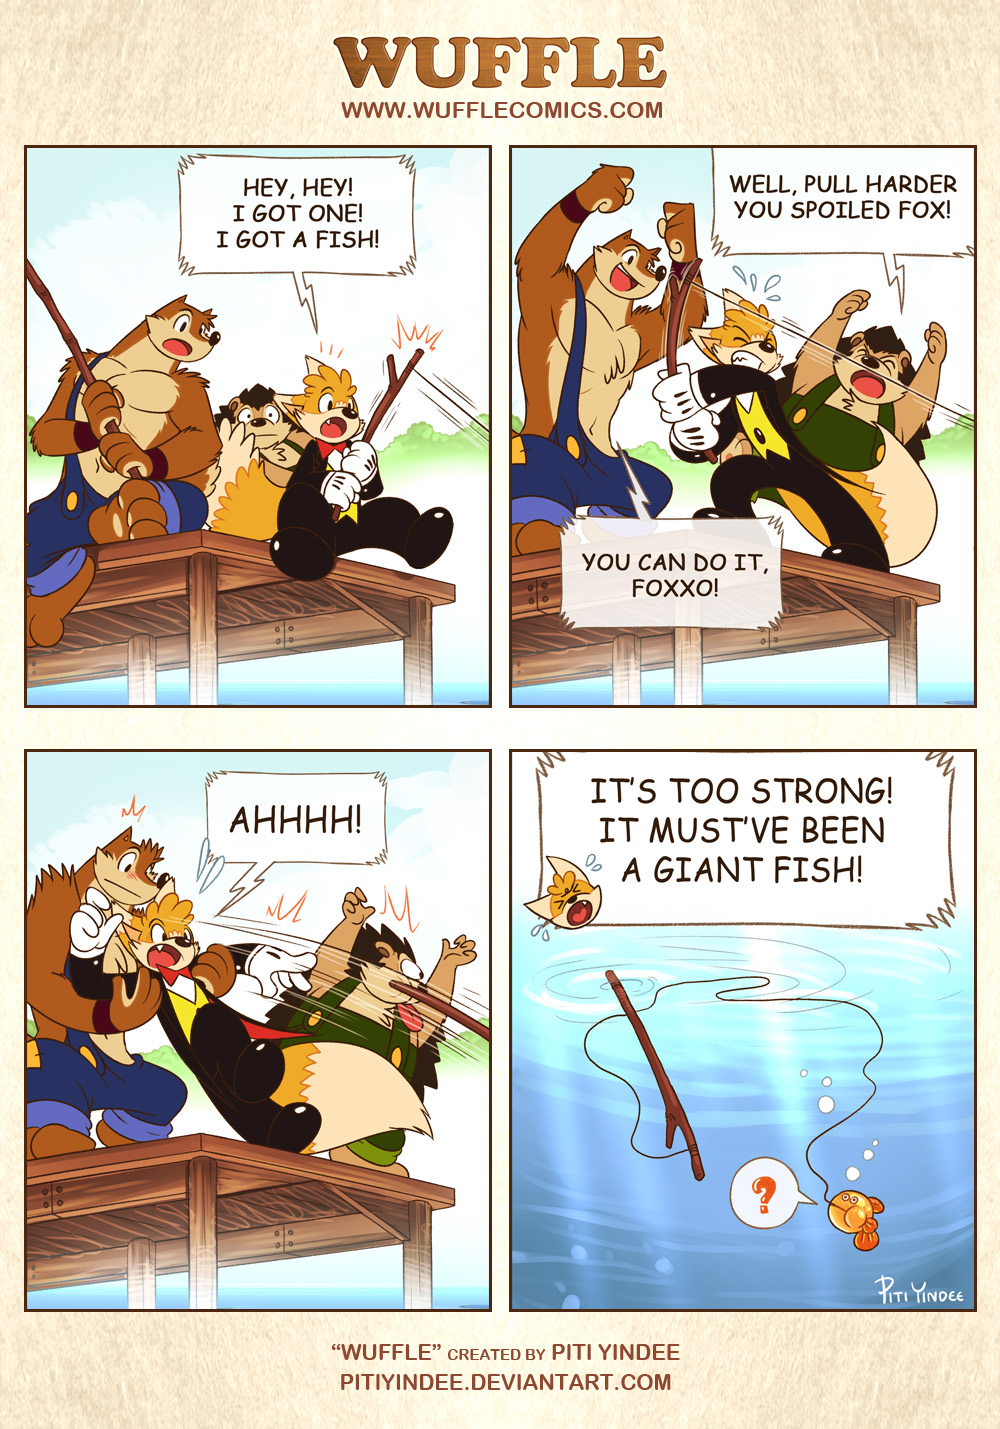 WUFFLE
WWW.WUFFLECOMICS.COM
HEY, HEY!
I GOT ONE!
I GOT A FISH!
WELL, PULL HARDER
YOU SPOILED FOX!
YOU CAN DO IT,
FOXXO!
AHHHH!
IT'S TOO STRONG!
IT MUST'VE BEEN
A GIANT FISH!
?
PITI YINDEE
"WUFFLE" CREATED BY PITI YINDEE
PITIYINDEE.DEVIANTART.COM